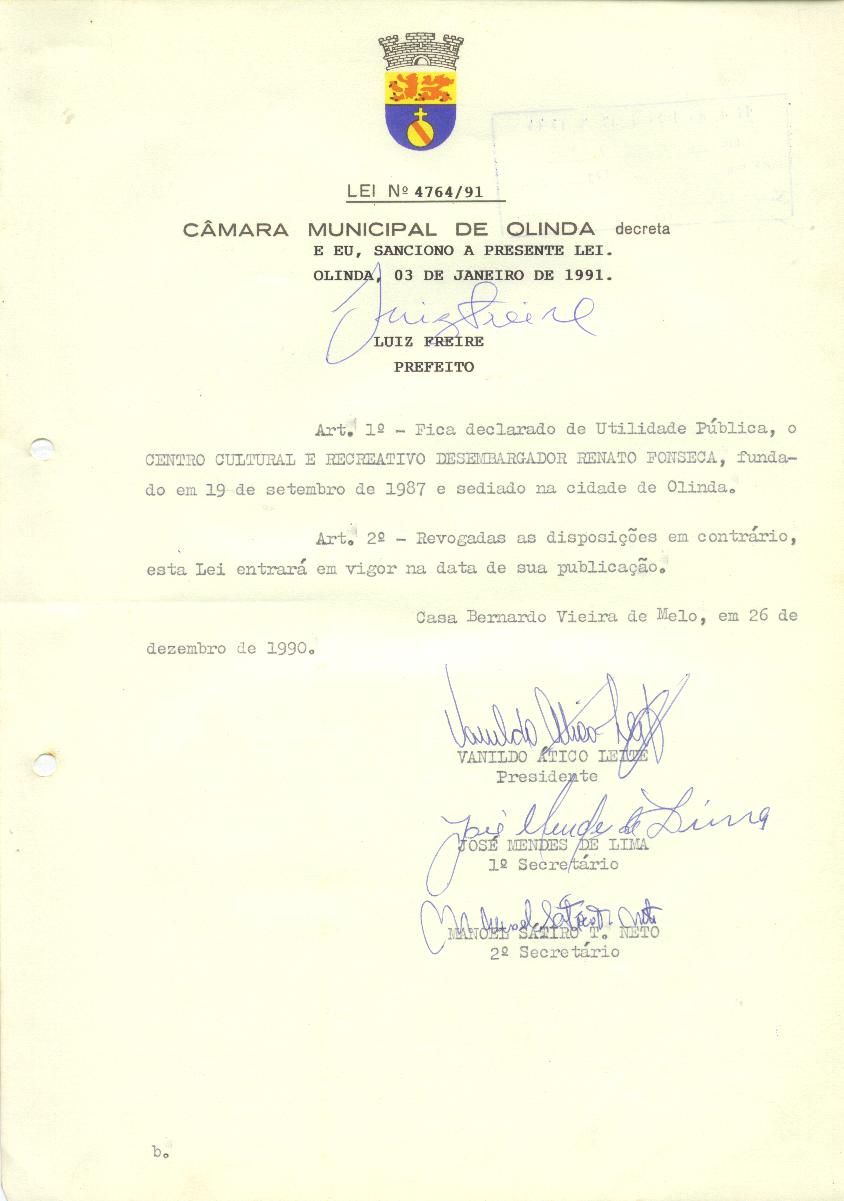 LEI Nº 4764/91
CÂMARA MUNICIPAL DE OLINDA decreta
E EU, SANCIONO A PRESENTE LEI.
OLINDA, 03 DE JANEIRO DE 1991.
Luiz Freire
LUIZ FREIRE
PREFEITO
Art. 1º - Fica declarado de Utilidade Pública, o
CENTRO CULTURAL E RECREATIVO DESEMBARGADOR RENATO FONSECA, funda-
do em 19 de setembro de 1987 e sediado na cidade de Olinda.
Art. 2º - Revogadas as disposições em contrário,
esta Lei entrará em vigor na data de sua publicação.
Casa Bernardo Vieira de Melo, em 26 de
dezembro de 1990.
Vanildo Ático Leite
VANILDO ÁTICO LEITE
Presidente
José Mendes de Lima
JOSÉ MENDES DE LIMA
1º Secretário
Manoel Sátiro T. Neto
MANOEL SÁTIRO T. NETO
2º Secretário
b.